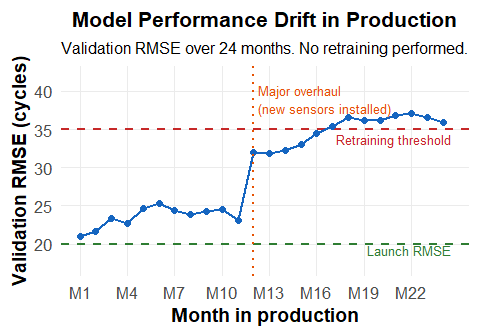 Model Performance Drift in Production
Validation RMSE over 24 months. No retraining performed.
Validation RMSE (cycles)
40
35
30
25
20
Major overhaul
(new sensors installed)
Retraining threshold
Launch RMSE
M1 M4 M7 M10 M13 M16 M19 M22
Month in production